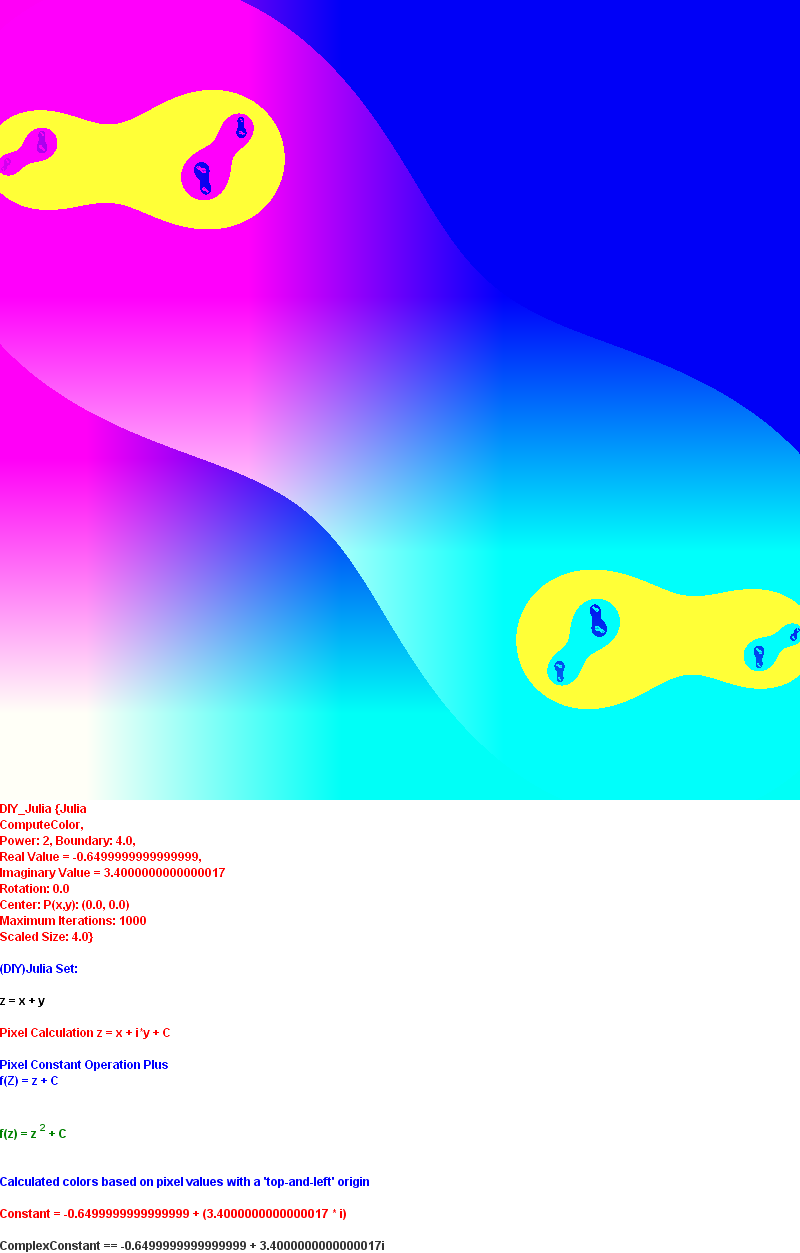 DIY_Julia {Julia
ComputeColor,
Power: 2, Boundary: 4.0,
Real Value = -0.6499999999999999,
Imaginary Value = 3.4000000000000017
Rotation: 0.0
Center: P(x,y): (0.0, 0.0)
Maximum Iterations: 1000
Scaled Size: 4.0}
(DIY)Julia Set:
z = x + y
Pixel Calculation z = x + i*y + C
Pixel Constant Operation Plus
f(Z) = z + C
f(z) = z 2 + C
Calculated colors based on pixel values with a 'top-and-left' origin
Constant = -0.6499999999999999 + (3.4000000000000017 * i)
ComplexConstant == -0.6499999999999999 + 3.4000000000000017i